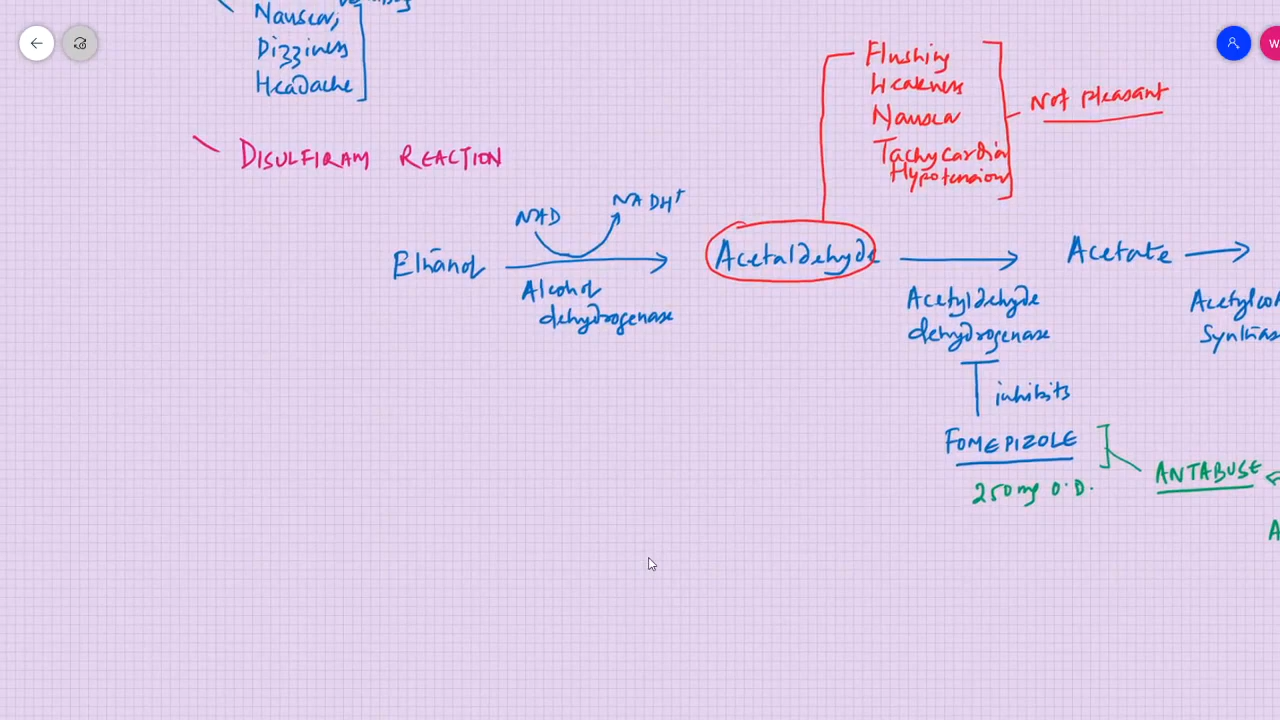 Nausea,
Dizziness
Headache
DISULFIRAM REACTION
Flushing
Weakness
Nausea
Tachycardia
Hypotension
Not pleasant
NAD
NADH+
Ethanol
Alcohol
dehydrogenase
Acetaldehyde
Acetyldehyde
dehydrogenase
Acetate
inhibits
FOMEPIZOLE
250mg O.D.
ANTABUSE
W